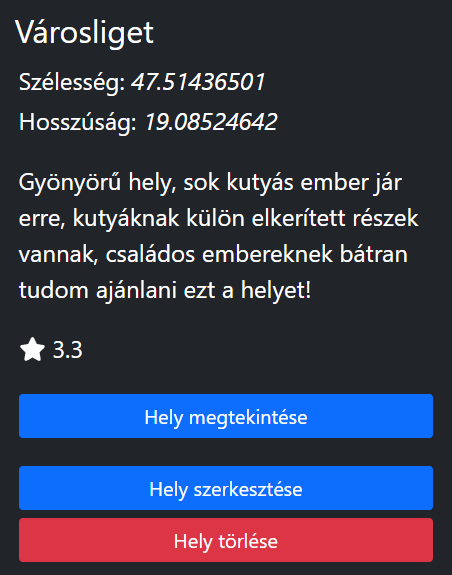 Városliget
Szélesség: 47.51436501
Hosszúság: 19.08524642
Gyönyörű hely, sok kutyás ember jár
erre, kutyáknak külön elkerített részek
vannak, családos embereknek bátran
tudom ajánlani ezt a helyet!
3.3
Hely megtekintése
Hely szerkesztése
Hely törlése